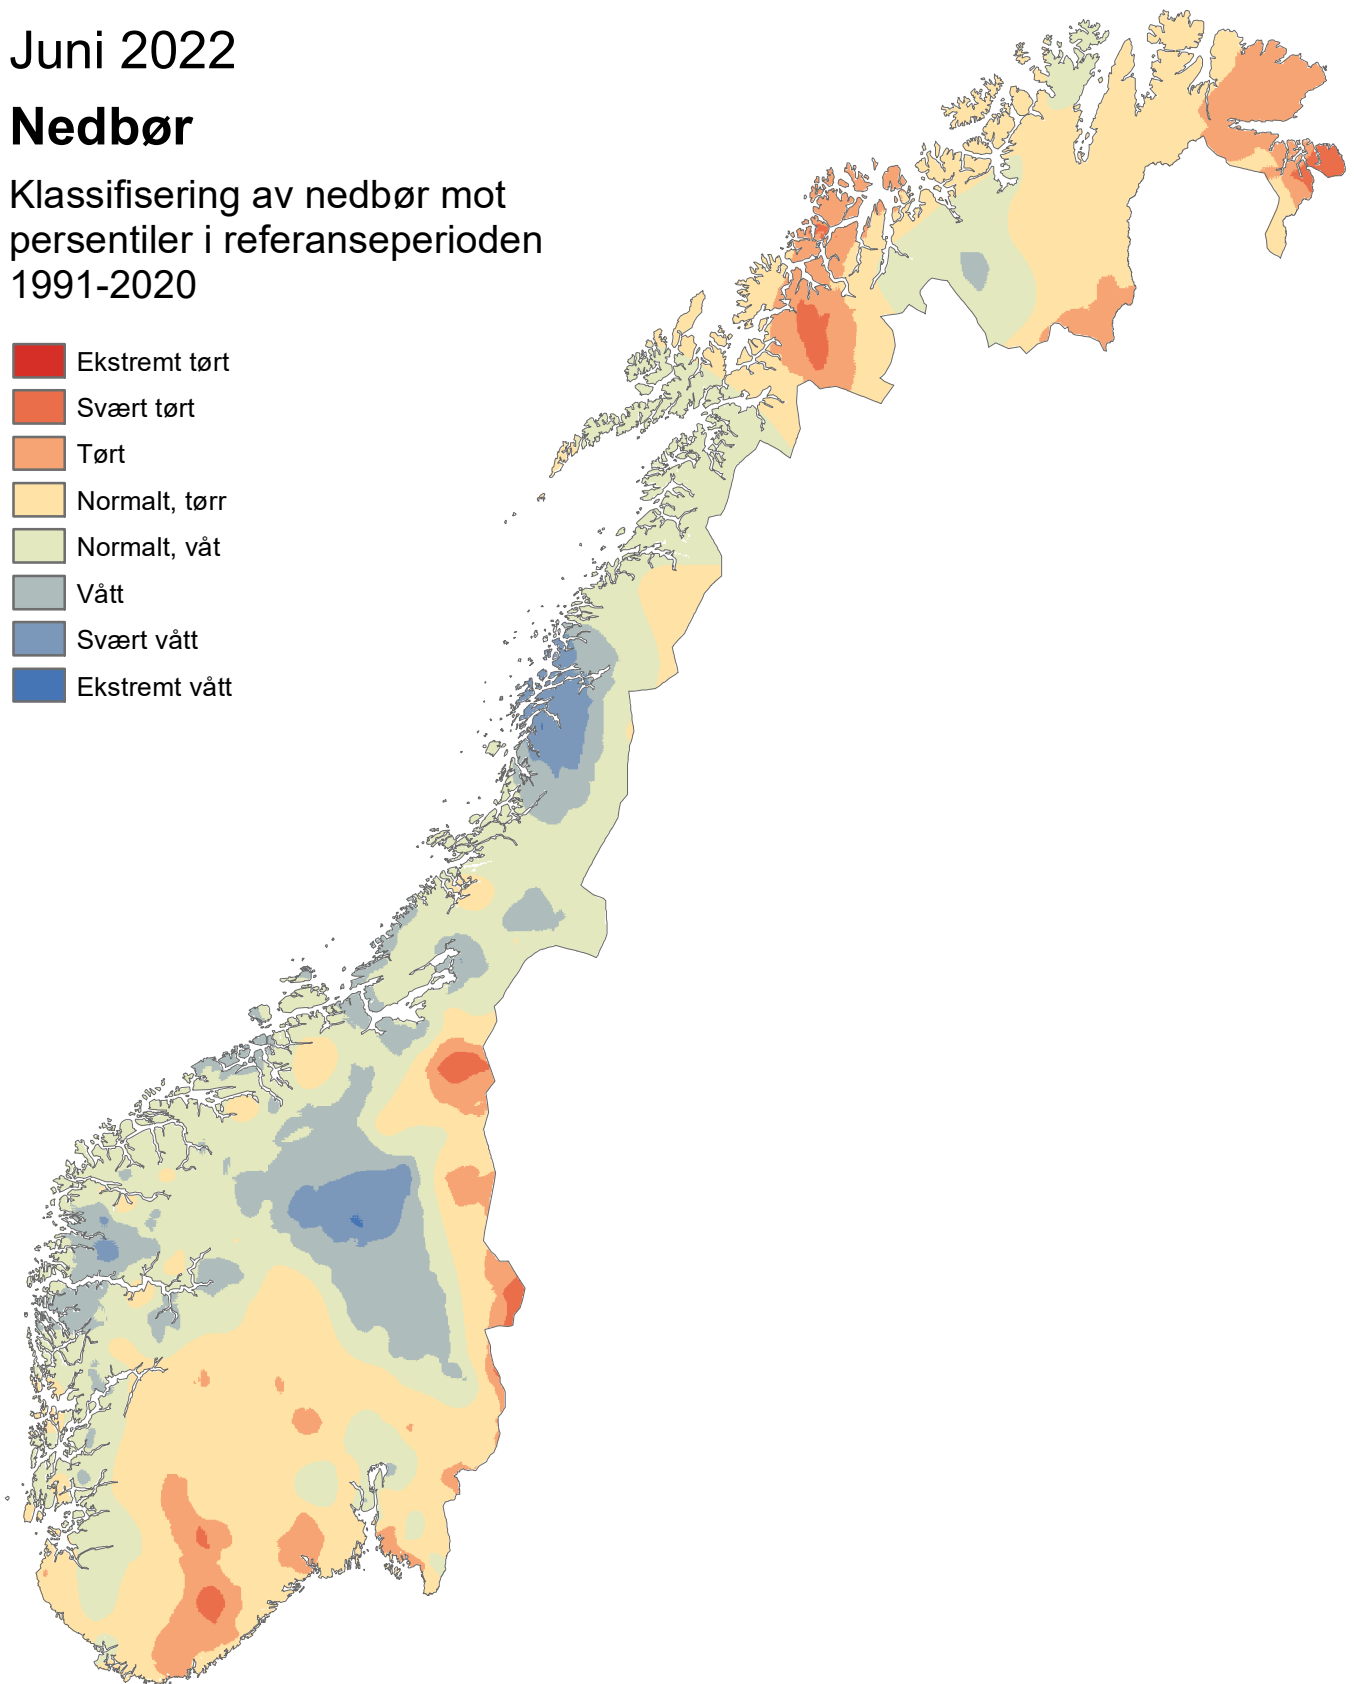 Juni 2022
Nedbør
Klassifisering av nedbør mot
persentiler i referanseperioden
1991-2020
Ekstremt tørt
Svært tørt
Tørt
Normalt, tørr
Normalt, våt
Vått
Svært vått
Ekstremt vått